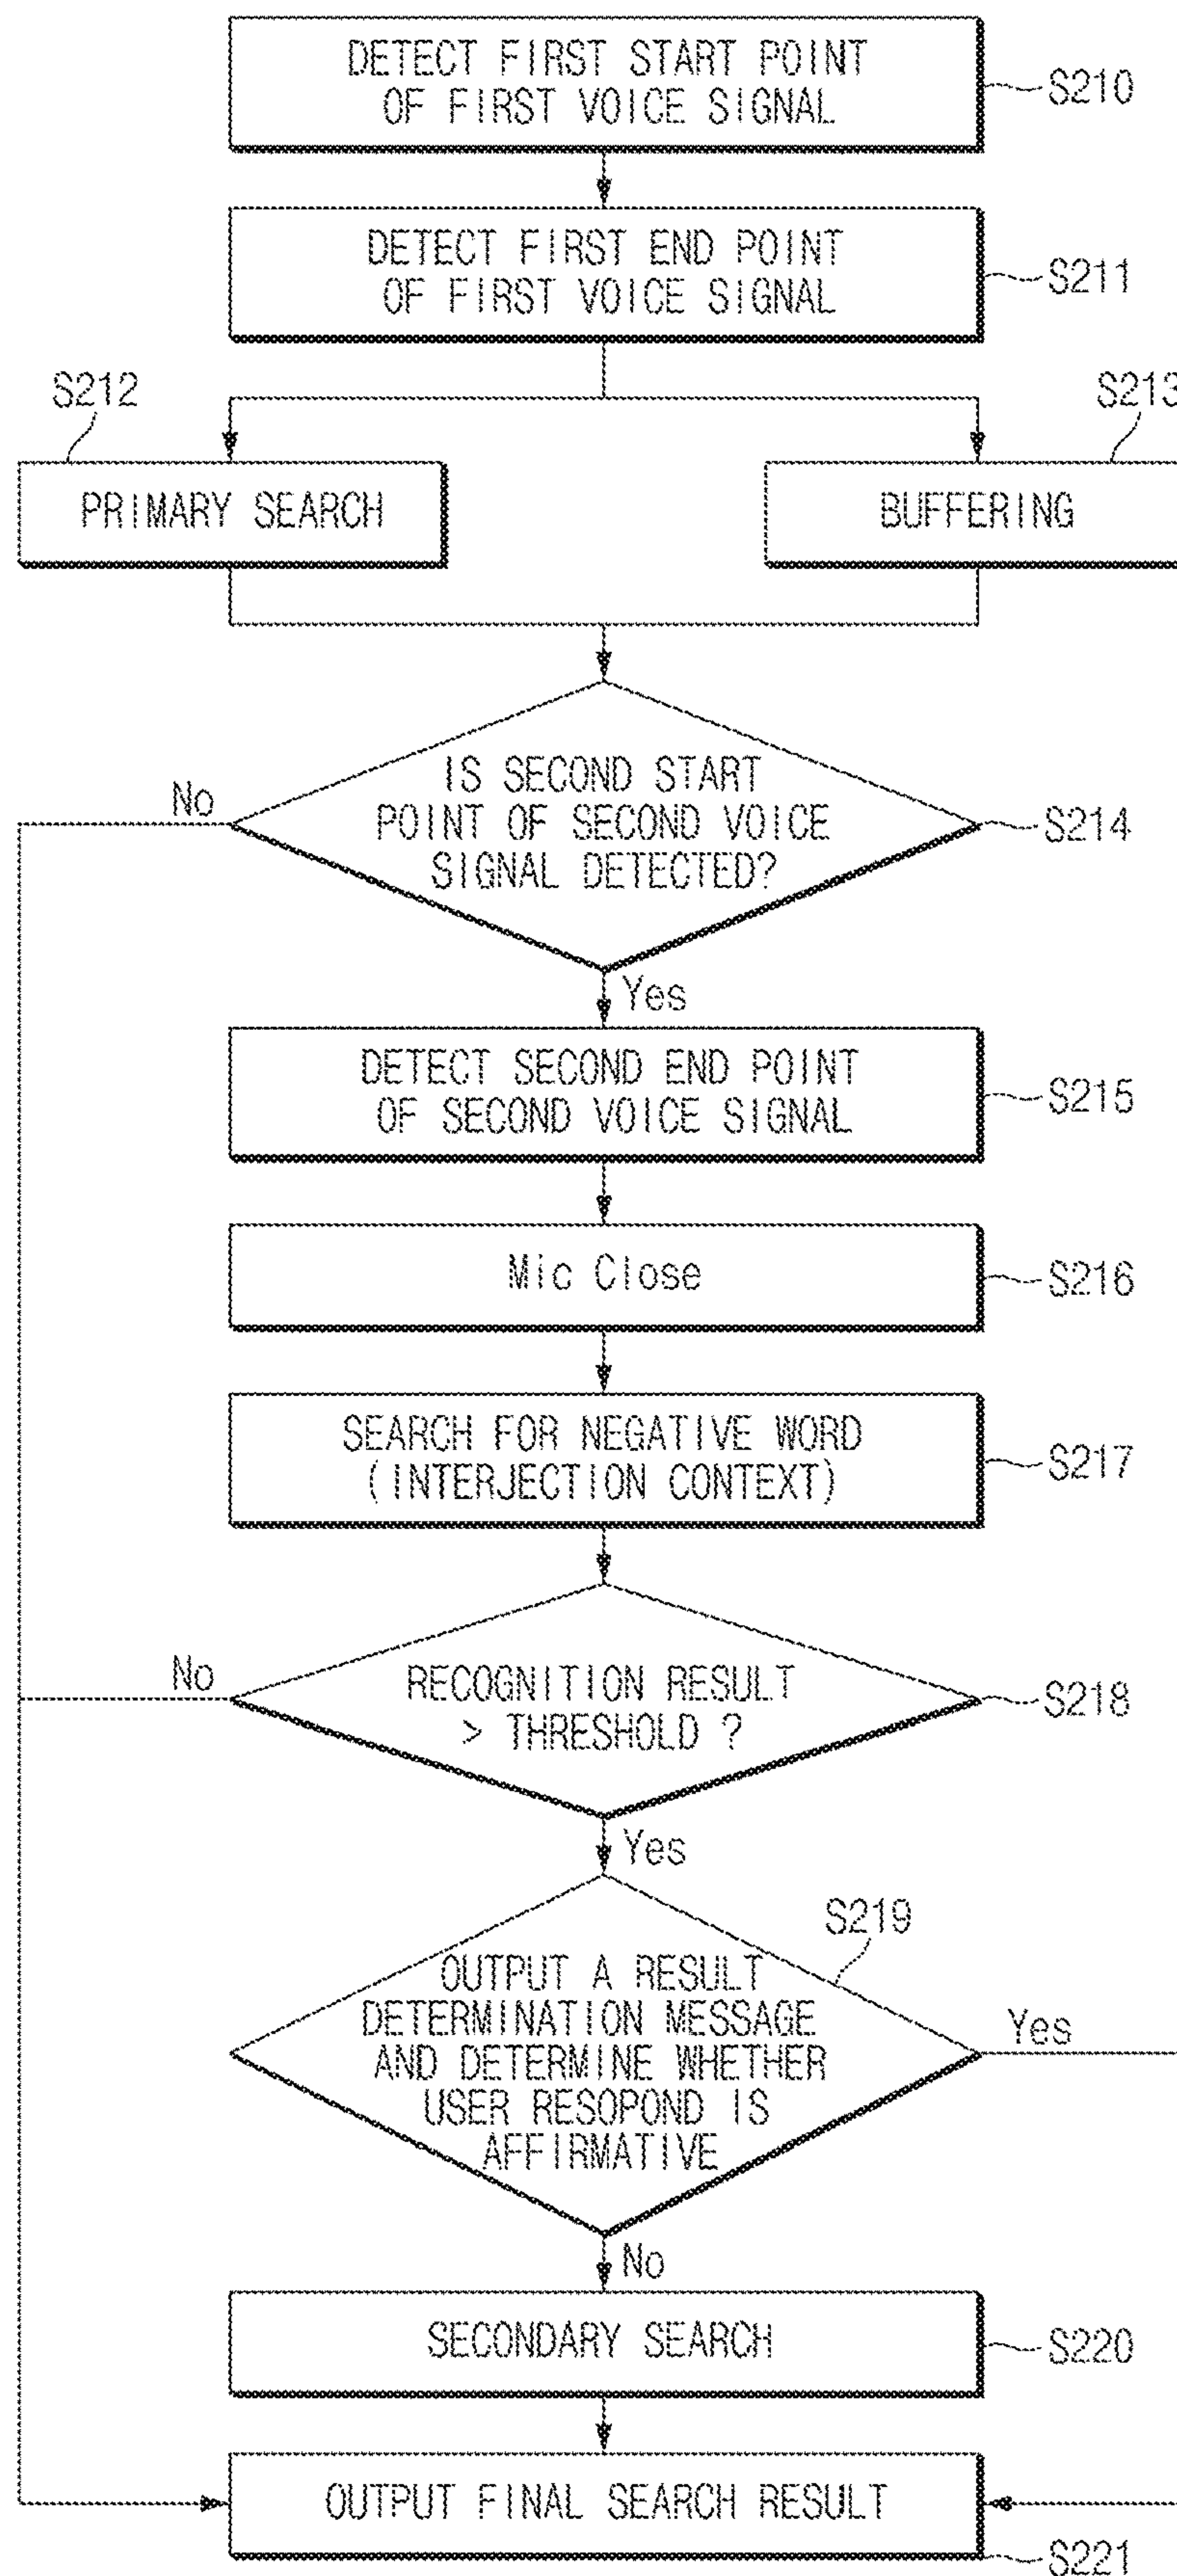 DETECT FIRST START POINT
OF FIRST VOICE SIGNAL
S210
DETECT FIRST END POINT
OF FIRST VOICE SIGNAL
S211
S212
S213
PRIMARY SEARCH
BUFFERING
IS SECOND START
POINT OF SECOND VOICE
SIGNAL DETECTED?
No
S214
Yes
DETECT SECOND END POINT
OF SECOND VOICE SIGNAL
S215
Mic Close
S216
SEARCH FOR NEGATIVE WORD
(INTERJECTION CONTEXT)
S217
No
RECOGNITION RESULT
> THRESHOLD ?
S218
Yes
S219
OUTPUT A RESULT
DETERMINATION MESSAGE
AND DETERMINE WHETHER
USER RESOPOND IS
AFFIRMATIVE
Yes
No
SECONDARY SEARCH
S220
OUTPUT FINAL SEARCH RESULT
S221